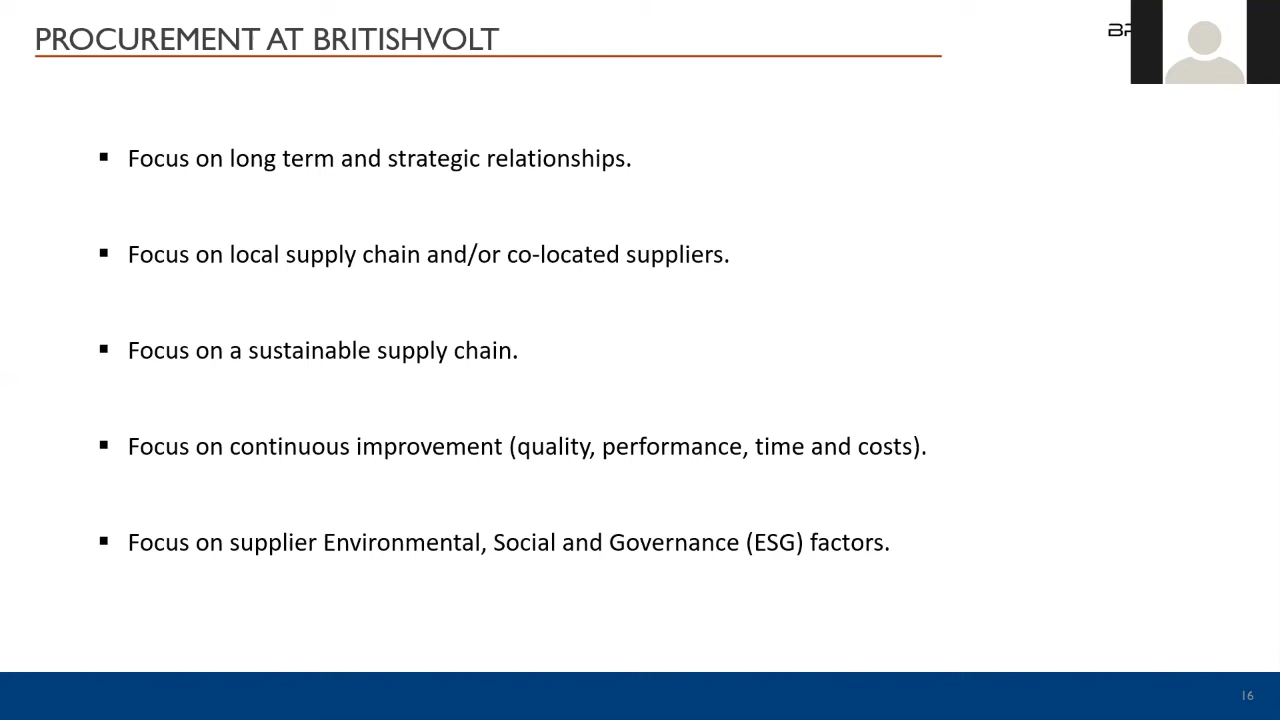 PROCUREMENT AT BRITISHVOLT
▪ Focus on long term and strategic relationships.
▪ Focus on local supply chain and/or co-located suppliers.
▪ Focus on a sustainable supply chain.
▪ Focus on continuous improvement (quality, performance, time and costs).
▪ Focus on supplier Environmental, Social and Governance (ESG) factors.
16